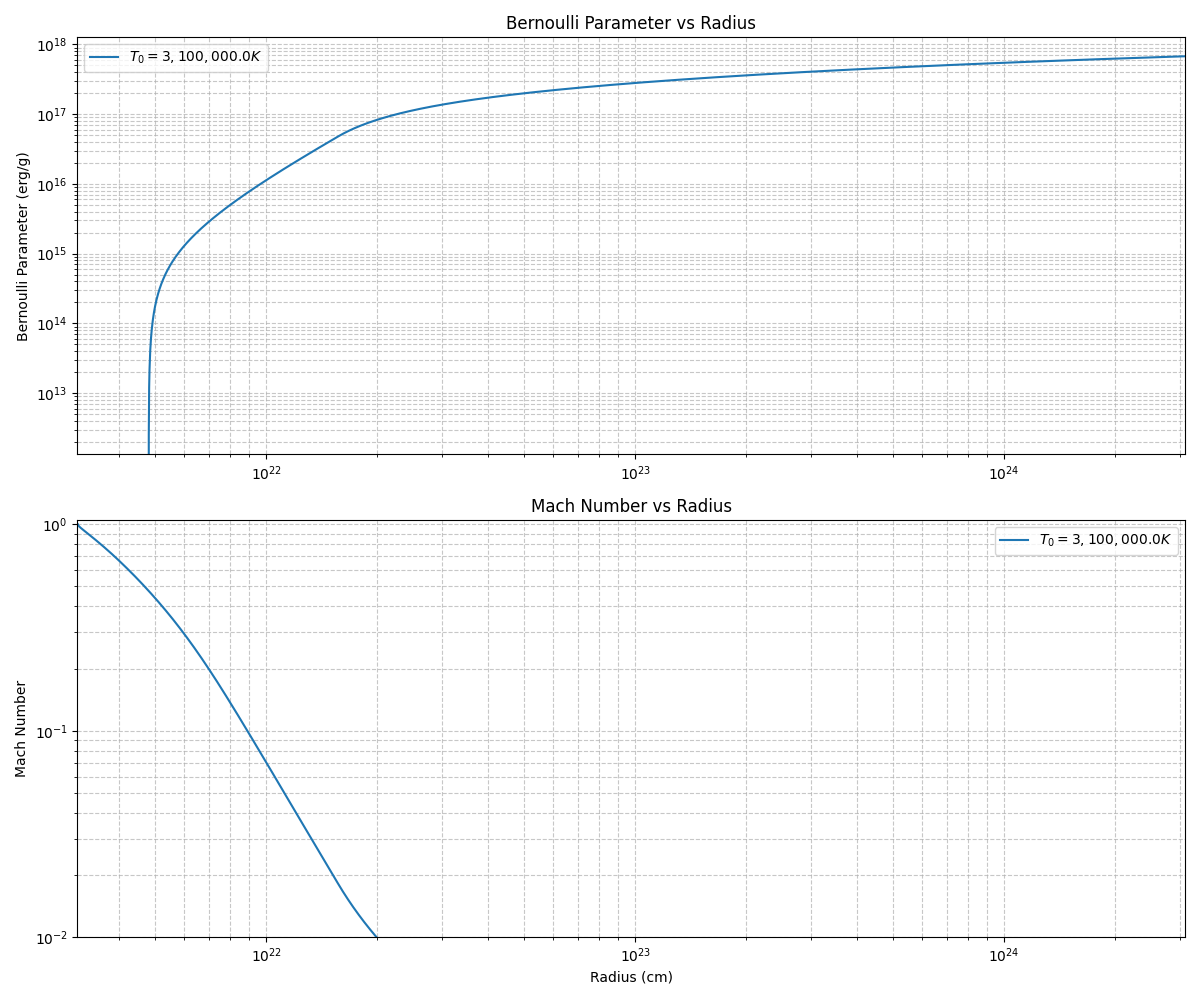 Bernoulli Parameter vs Radius
T₀ = 3, 100, 000.0K
Bernoulli Parameter (erg/g)
10¹⁸
10¹⁷
10¹⁶
10¹⁵
10¹⁴
10¹³
10²² 10²³ 10²⁴
Mach Number vs Radius
T₀ = 3, 100, 000.0K
Mach Number
10⁰
10⁻¹
10⁻²
10²² 10²³ 10²⁴
Radius (cm)